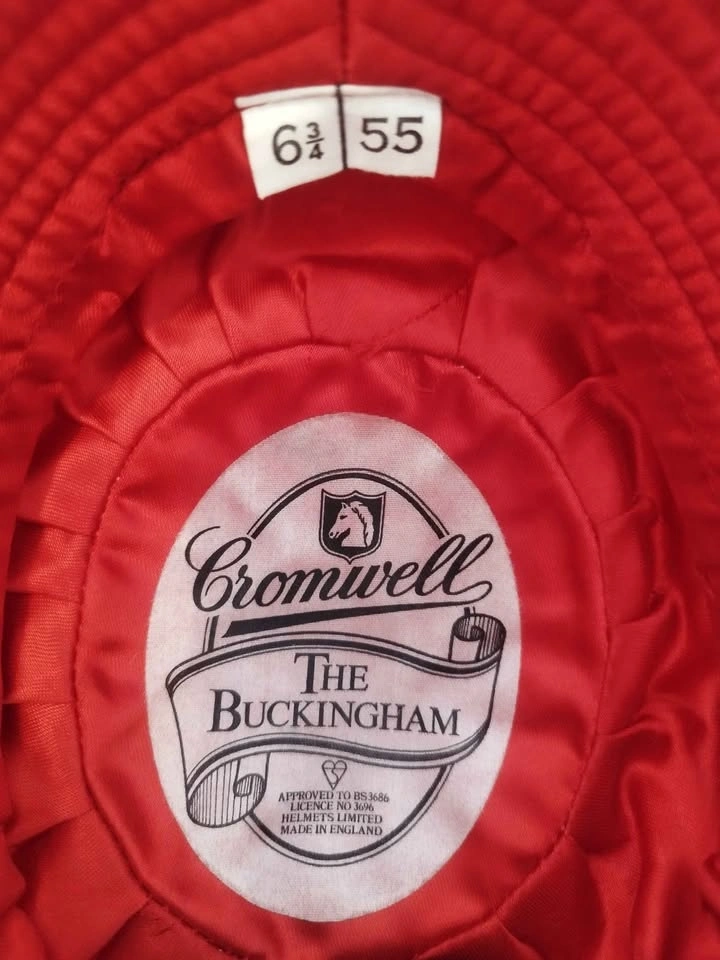 6¾ 55
Cromwell
THE
BUCKINGHAM
APPROVED TO BS3686
LICENCE NO 3696
HELMETS LIMITED
MADE IN ENGLAND